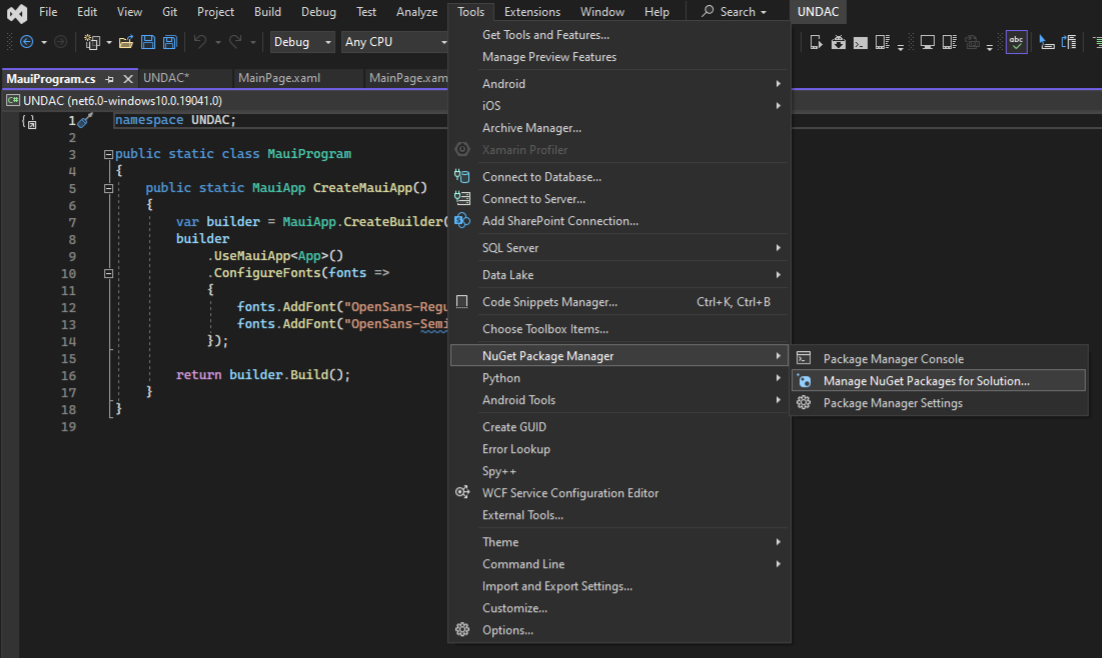 File Edit View Git Project Build Debug Test Analyze Tools Extensions Window Help Search UNDAC
Debug Any CPU
MauiProgram.cs UNDAC* MainPage.xaml MainPage.xam
UNDAC (net6.0-windows10.0.19041.0)
1 namespace UNDAC;
2
3 public static class MauiProgram
4 {
5 public static MauiApp CreateMauiApp()
6 {
7 var builder = MauiApp.CreateBuilder(
8 builder
9 .UseMauiApp<App>()
10 .ConfigureFonts(fonts =>
11 {
12 fonts.AddFont("OpenSans-Regu
13 fonts.AddFont("OpenSans-Semi
14 });
15
16 return builder.Build();
17 }
18 }
19
Get Tools and Features...
Manage Preview Features
Android
iOS
Archive Manager...
Xamarin Profiler
Connect to Database...
Connect to Server...
Add SharePoint Connection...
SQL Server
Data Lake
Code Snippets Manager... Ctrl+K, Ctrl+B
Choose Toolbox Items...
NuGet Package Manager
Python
Android Tools
Create GUID
Error Lookup
Spy++
WCF Service Configuration Editor
External Tools...
Theme
Command Line
Import and Export Settings...
Customize...
Options...
Package Manager Console
Manage NuGet Packages for Solution...
Package Manager Settings
abc